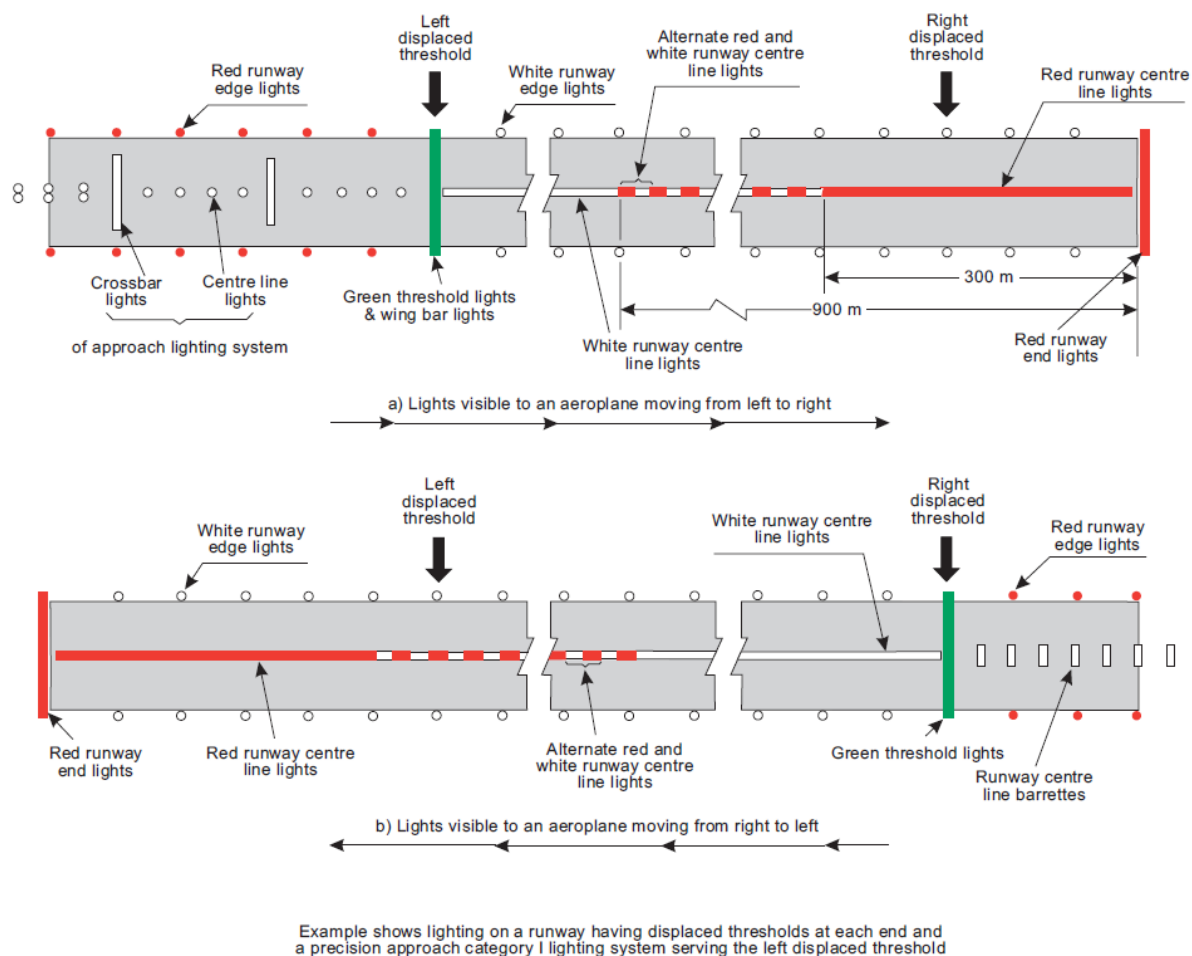 Left
displaced
threshold
Right
displaced
threshold
Alternate red and
white runway centre
line lights
Red runway
edge lights
White runway
edge lights
Red runway centre
line lights
Crossbar
lights
Centre line
lights
of approach lighting system
Green threshold lights
& wing bar lights
White runway centre
line lights
300 m
900 m
Red runway
end lights
a) Lights visible to an aeroplane moving from left to right
Left
displaced
threshold
Right
displaced
threshold
White runway
edge lights
White runway centre
line lights
Red runway
edge lights
Red runway
end lights
Red runway centre
line lights
Alternate red and
white runway centre
line lights
Green threshold lights
Runway centre
line barrettes
b) Lights visible to an aeroplane moving from right to left
Example shows lighting on a runway having displaced thresholds at each end and
a precision approach category I lighting system serving the left displaced threshold